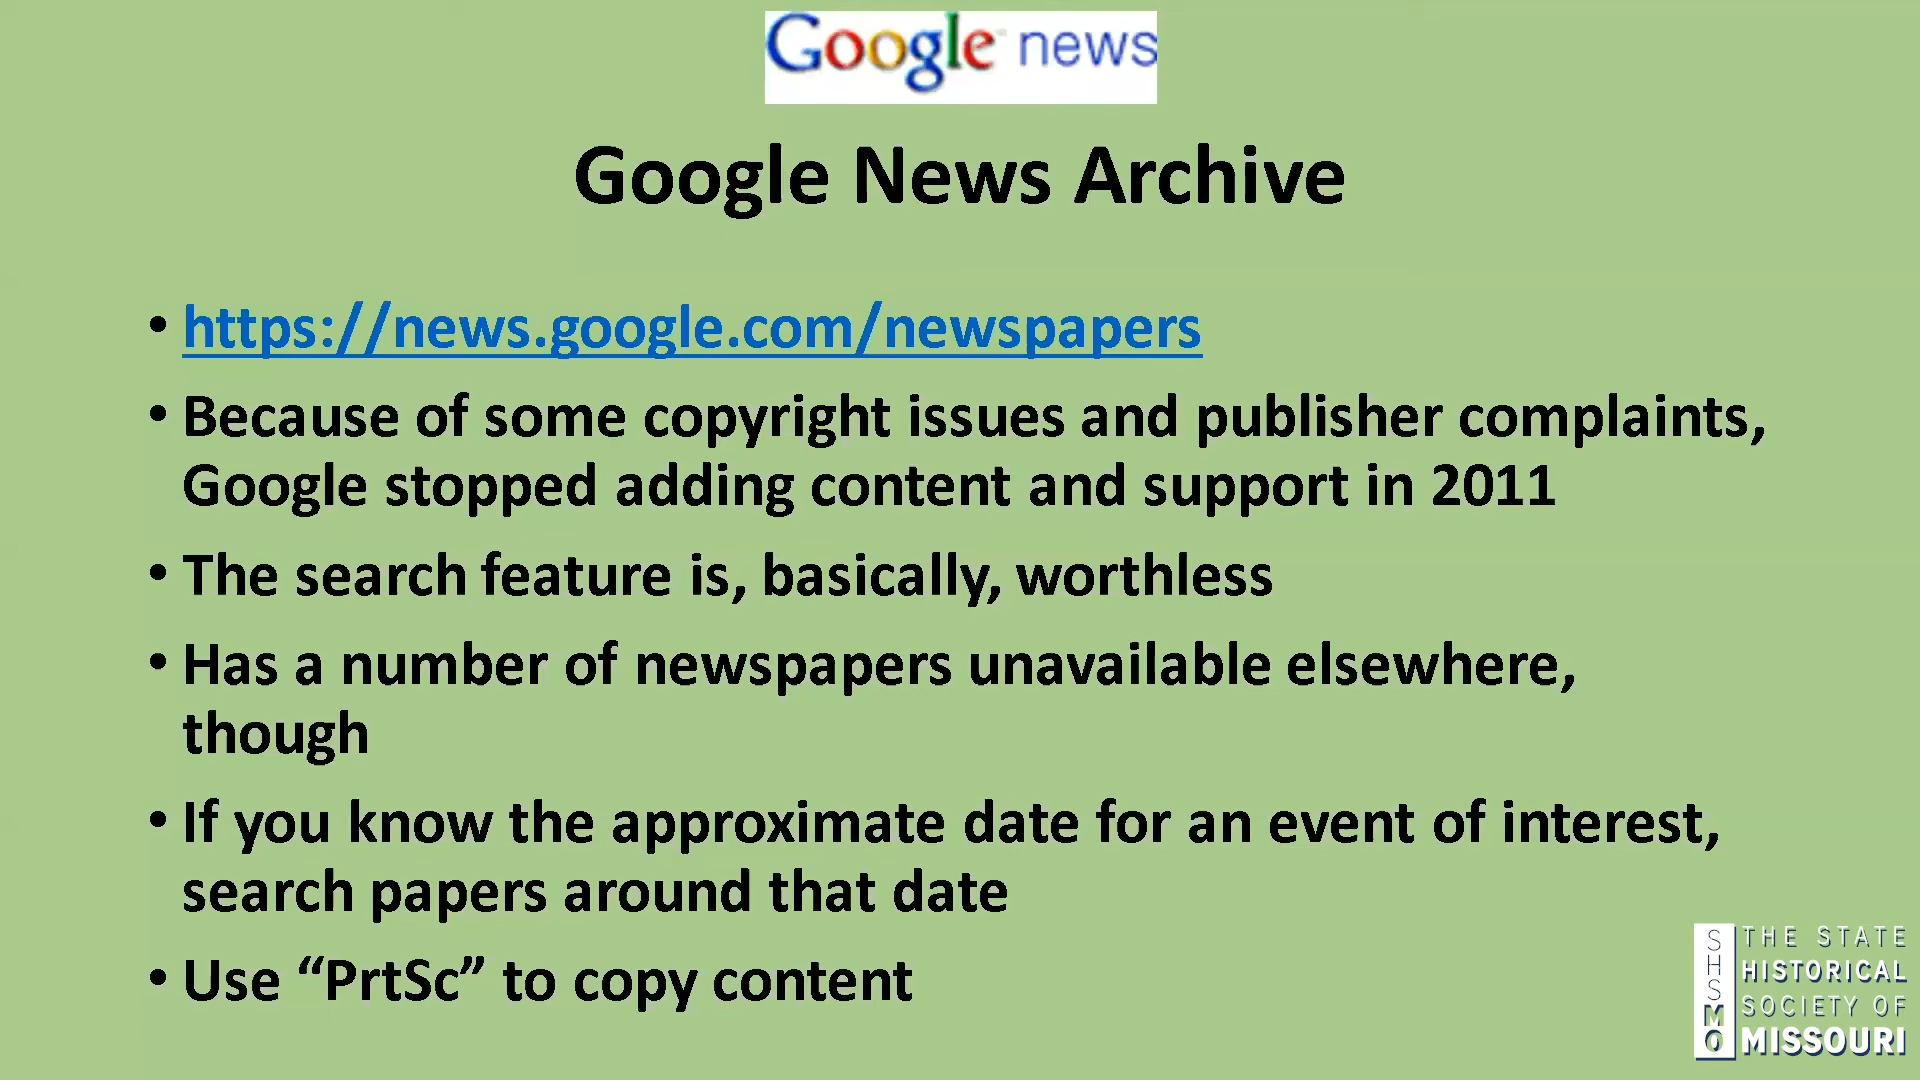 Google news
Google News Archive
• https://news.google.com/newspapers
• Because of some copyright issues and publisher complaints,
Google stopped adding content and support in 2011
• The search feature is, basically, worthless
• Has a number of newspapers unavailable elsewhere,
though
• If you know the approximate date for an event of interest,
search papers around that date
• Use “PrtSc” to copy content
SHSMO
THE STATE
HISTORICAL
SOCIETY OF
MISSOURI